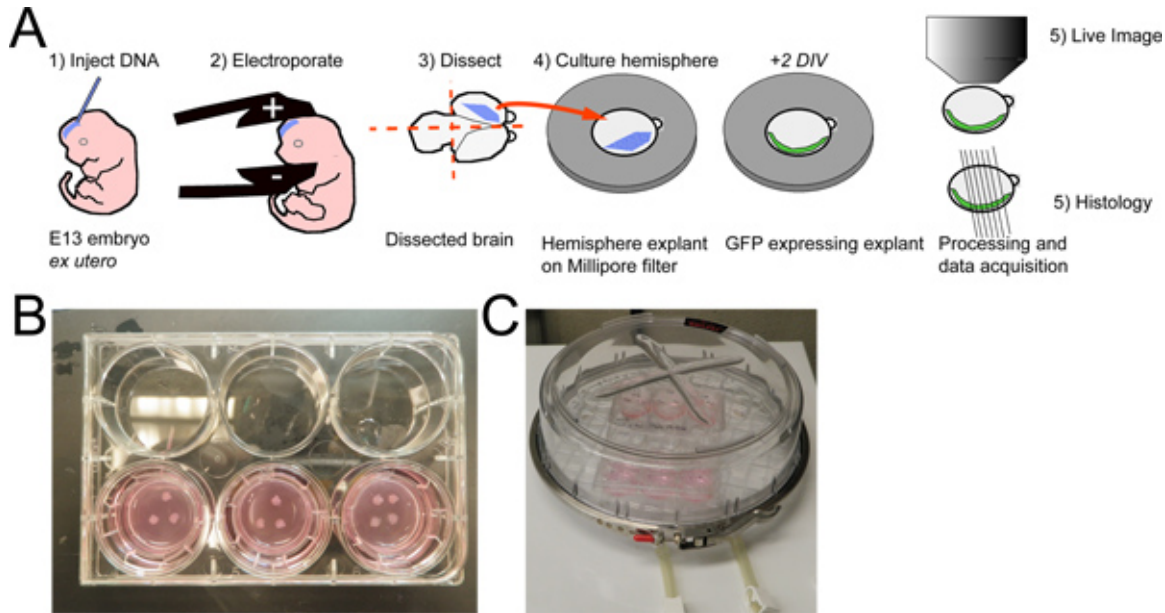 A
1) Inject DNA
2) Electroporate
3) Dissect
4) Culture hemisphere
+2 DIV
5) Live Image
+
-
5) Histology
E13 embryo
ex utero
Dissected brain
Hemisphere explant
on Millipore filter
GFP expressing explant
Processing and
data acquisition
B
C